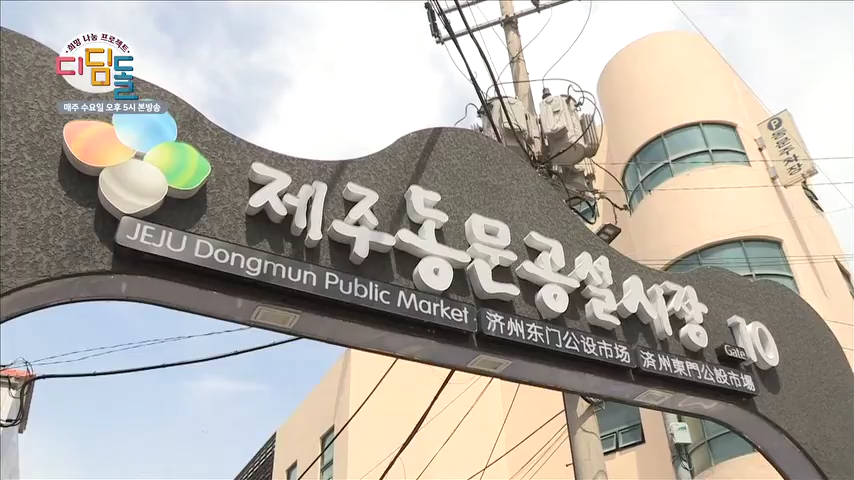 희망 나눔 프로젝트
디딤돌
매주 수요일 오후 5시 본방송
제주동문공설시장 10
Gate
JEJU Dongmun Public Market
济州东门公设市场
済州東門公設市場
P